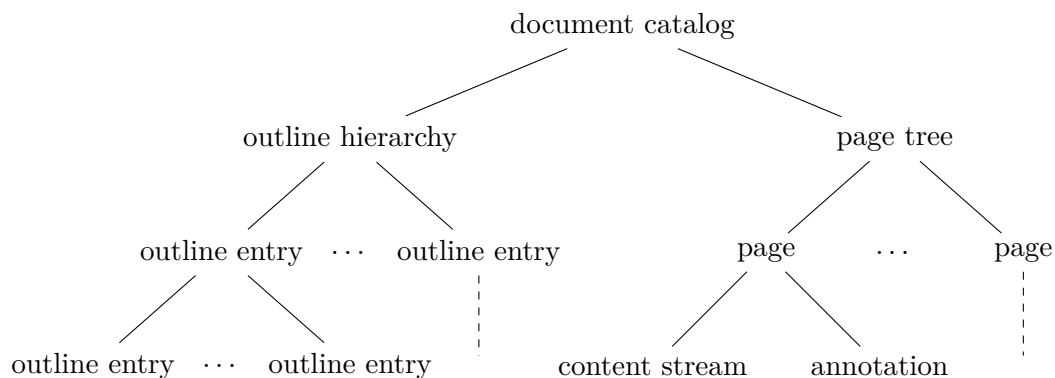 document catalog
outline hierarchy page tree
outline entry ··· outline entry page ··· page
outline entry ··· outline entry content stream annotation